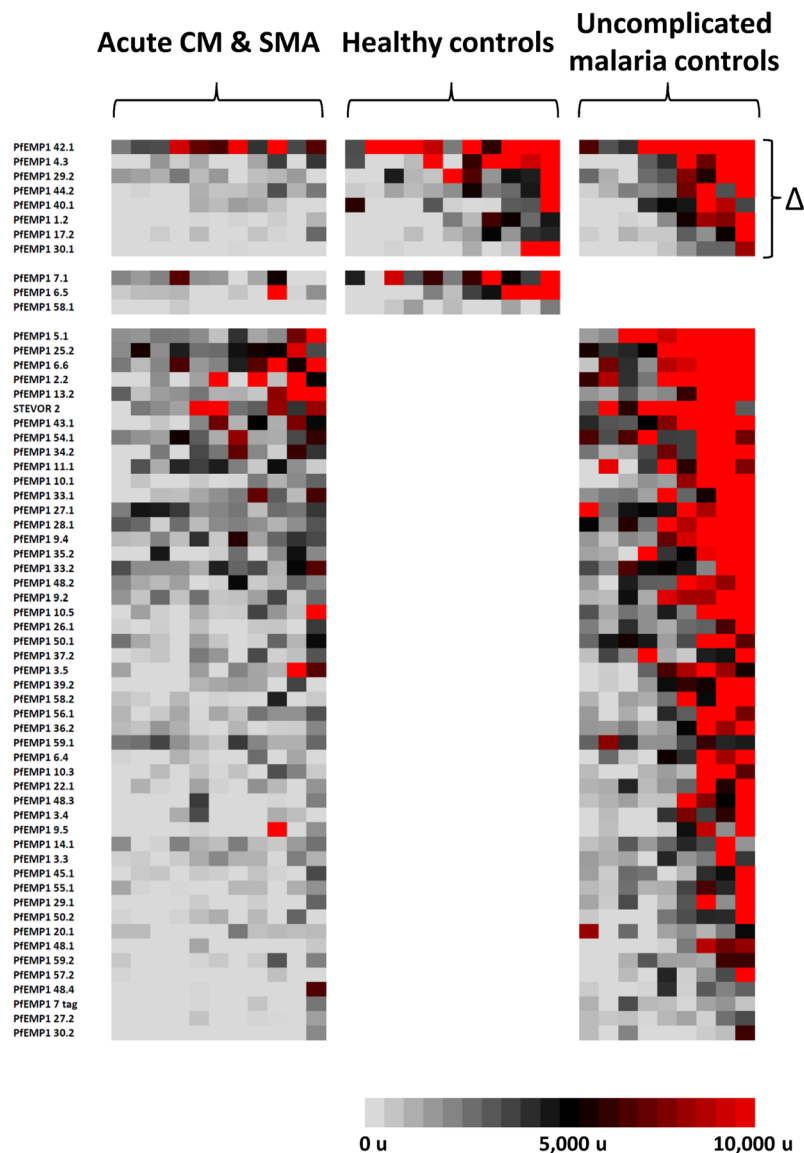 Acute CM & SMA
Healthy controls
Uncomplicated
malaria controls
PfEMP1 42.1
PfEMP1 4.3
PfEMP1 29.2
PfEMP1 44.2
PfEMP1 40.1
PfEMP1 1.2
PfEMP1 17.2
PfEMP1 30.1
Δ
PfEMP1 7.1
PfEMP1 6.5
PfEMP1 58.1
PfEMP1 5.1
PfEMP1 25.2
PfEMP1 6.6
PfEMP1 2.2
PfEMP1 13.2
STEVOR 2
PfEMP1 43.1
PfEMP1 54.1
PfEMP1 34.2
PfEMP1 11.1
PfEMP1 10.1
PfEMP1 33.1
PfEMP1 27.1
PfEMP1 28.1
PfEMP1 9.4
PfEMP1 35.2
PfEMP1 33.2
PfEMP1 48.2
PfEMP1 9.2
PfEMP1 10.5
PfEMP1 26.1
PfEMP1 50.1
PfEMP1 37.2
PfEMP1 3.5
PfEMP1 39.2
PfEMP1 58.2
PfEMP1 56.1
PfEMP1 36.2
PfEMP1 59.1
PfEMP1 6.4
PfEMP1 10.3
PfEMP1 22.1
PfEMP1 48.3
PfEMP1 3.4
PfEMP1 9.5
PfEMP1 14.1
PfEMP1 3.3
PfEMP1 45.1
PfEMP1 55.1
PfEMP1 29.1
PfEMP1 50.2
PfEMP1 20.1
PfEMP1 48.1
PfEMP1 59.2
PfEMP1 57.2
PfEMP1 48.4
PfEMP1 7 tag
PfEMP1 27.2
PfEMP1 30.2
0 u 5,000 u 10,000 u